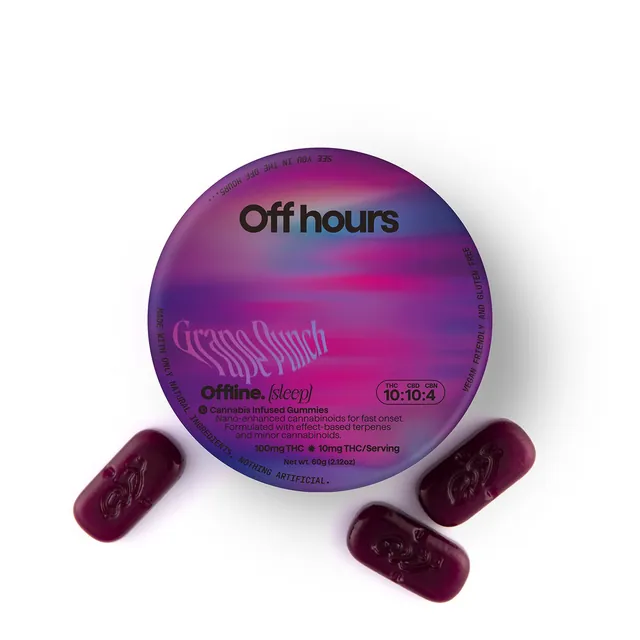 SEE YOU IN THE OFF HOURS...
Off hours
Grape Punch
Offline. [sleep]
THC CBD CBN
10:10:4
Cannabis Infused Gummies
Nano-enhanced cannabinoids for fast onset.
Formulated with effect-based terpenes
and minor cannabinoids.
100mg THC 10mg THC/Serving
Net wt. 60g (2.12oz)
MADE WITH ONLY NATURAL INGREDIENTS, NOTHING ARTIFICIAL.
VEGAN FRIENDLY AND GLUTEN FREE